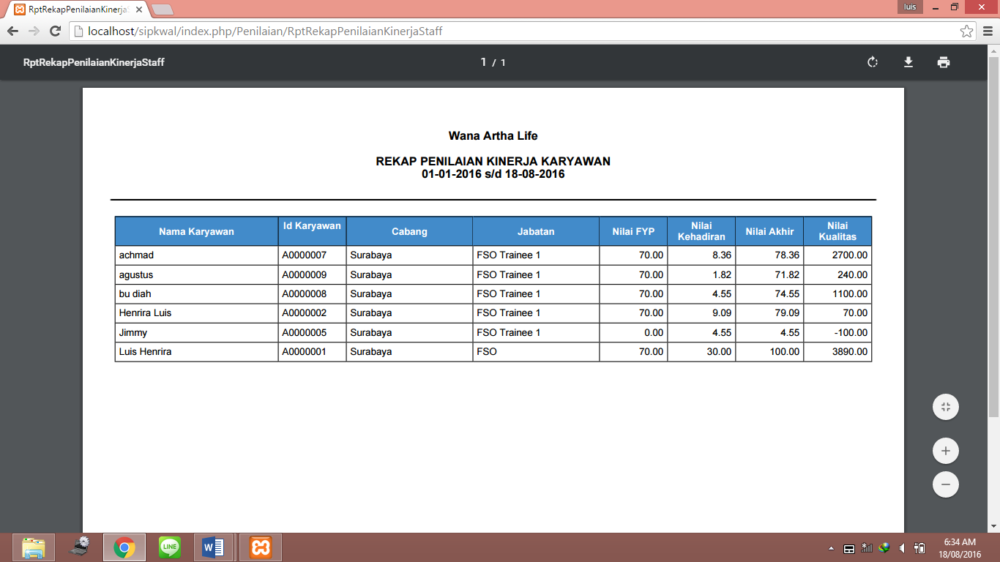 RptRekapPenilaianKinerja
luis
localhost/sipkwal/index.php/Penilaian/RptRekapPenilaianKinerjaStaff
RptRekapPenilaianKinerjaStaff 1 / 1
Wana Artha Life
REKAP PENILAIAN KINERJA KARYAWAN
01-01-2016 s/d 18-08-2016
Nama Karyawan Id Karyawan Cabang Jabatan Nilai FYP Nilai Kehadiran Nilai Akhir Nilai Kualitas
achmad A0000007 Surabaya FSO Trainee 1 70.00 8.36 78.36 2700.00
agustus A0000009 Surabaya FSO Trainee 1 70.00 1.82 71.82 240.00
bu diah A0000008 Surabaya FSO Trainee 1 70.00 4.55 74.55 1100.00
Henrira Luis A0000002 Surabaya FSO Trainee 1 70.00 9.09 79.09 70.00
Jimmy A0000005 Surabaya FSO Trainee 1 0.00 4.55 4.55 -100.00
Luis Henrira A0000001 Surabaya FSO 70.00 30.00 100.00 3890.00
LINE
W
6:34 AM
18/08/2016